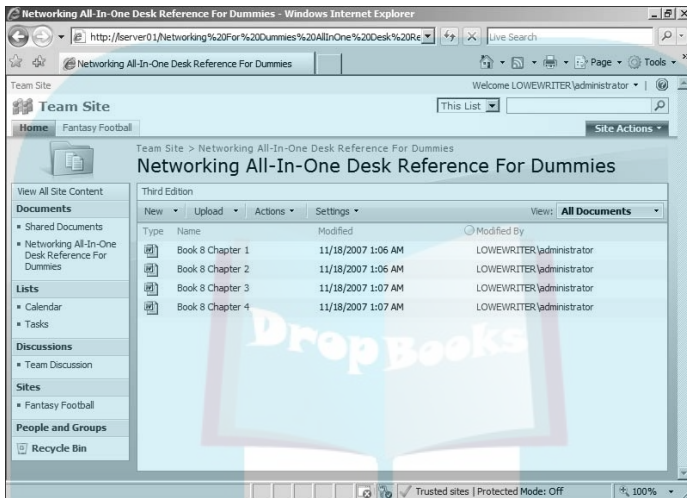 Networking All-In-One Desk Reference For Dummies - Windows Internet Explorer
http://server01/Networking%20For%20Dummies%20AllInOne%20Desk%20Re
Live Search
Networking All-In-One Desk Reference For Dummies
Page
Tools
Team Site
Welcome LOWEWRITER\administrator
Team Site
This List
Home
Fantasy Football
Site Actions
Team Site > Networking All-In-One Desk Reference For Dummies
Networking All-In-One Desk Reference For Dummies
View All Site Content
Documents
Shared Documents
Networking All-In-One
Desk Reference For
Dummies
Lists
Calendar
Tasks
Discussions
Team Discussion
Sites
Fantasy Football
People and Groups
Recycle Bin
Third Edition
New Upload Actions Settings View: All Documents
Type Name Modified Modified By
Book 8 Chapter 1 11/18/2007 1:06 AM LOWEWRITER\administrator
Book 8 Chapter 2 11/18/2007 1:06 AM LOWEWRITER\administrator
Book 8 Chapter 3 11/18/2007 1:07 AM LOWEWRITER\administrator
Book 8 Chapter 4 11/18/2007 1:07 AM LOWEWRITER\administrator
DropBooks
Trusted sites | Protected Mode: Off
100%